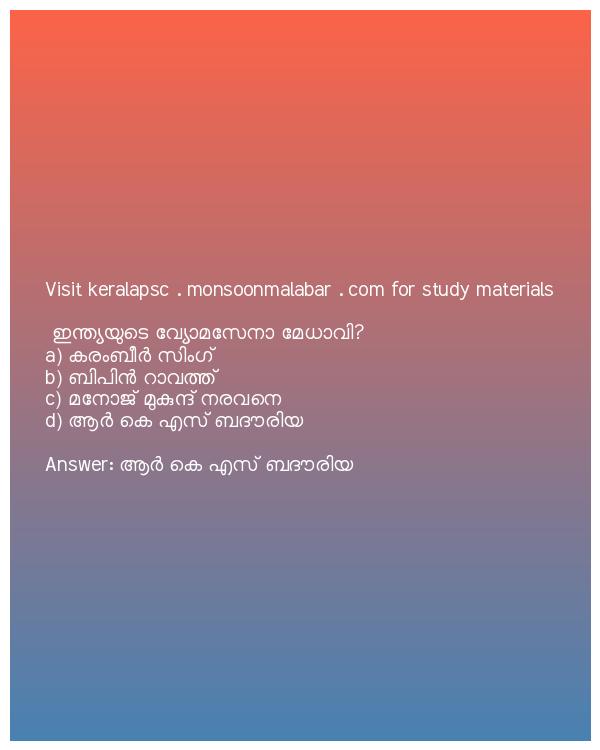 Visit keralapsc . monsoonmalabar . com for study materials
ഇന്ത്യയുടെ വ്യോമസേനാ മേധാവി?
a) കരംബീർ സിംഗ്
b) ബിപിൻ റാവത്ത്
c) മനോജ് മുകുന്ദ് നരവനെ
d) ആർ കെ എസ് ബദൗരിയ
Answer: ആർ കെ എസ് ബദൗരിയ